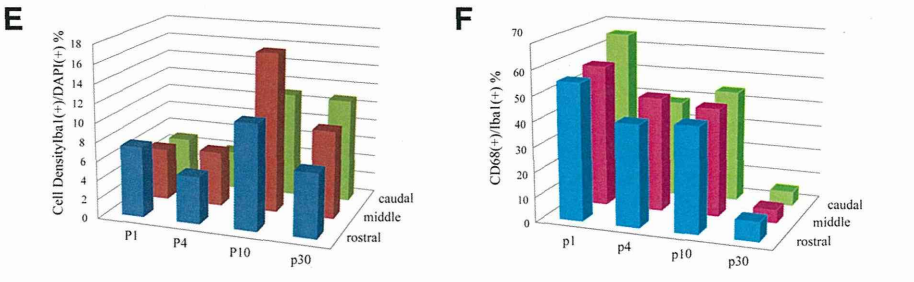 E
Cell DensityIba1(+)/DAPI(+) %
18
16
14
12
10
8
6
4
2
0
P1
P4
P10
p30
caudal
middle
rostral
F
CD68(+)/Iba1(+) %
70
60
50
40
30
20
10
0
p1
p4
p10
p30
caudal
middle
rostral